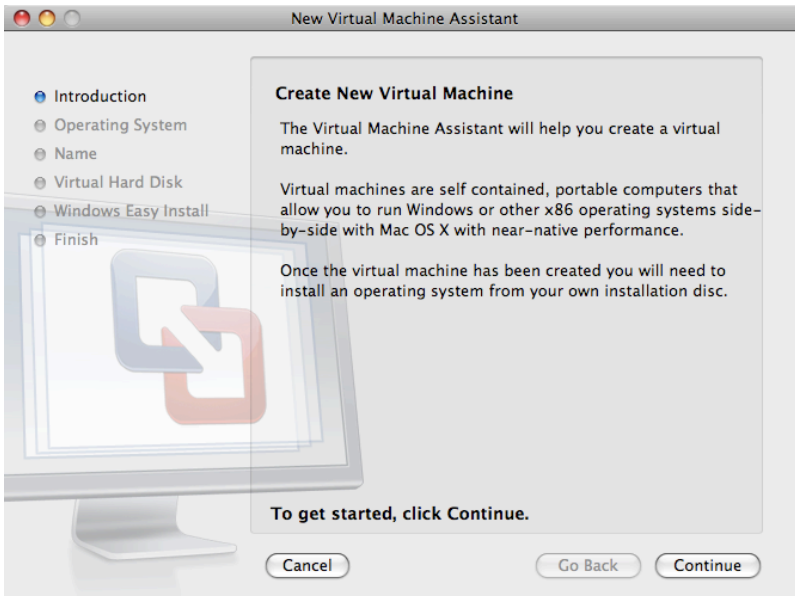 New Virtual Machine Assistant
Introduction
Operating System
Name
Virtual Hard Disk
Windows Easy Install
Finish
Create New Virtual Machine
The Virtual Machine Assistant will help you create a virtual
machine.
Virtual machines are self contained, portable computers that
allow you to run Windows or other x86 operating systems side-
by-side with Mac OS X with near-native performance.
Once the virtual machine has been created you will need to
install an operating system from your own installation disc.
To get started, click Continue.
Cancel
Go Back
Continue